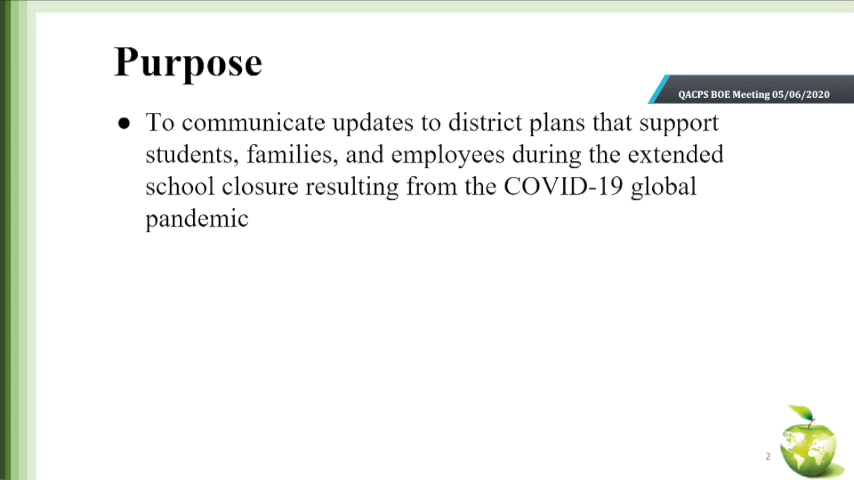 Purpose
QACPS BOE Meeting 05/06/2020
● To communicate updates to district plans that support
students, families, and employees during the extended
school closure resulting from the COVID-19 global
pandemic
2